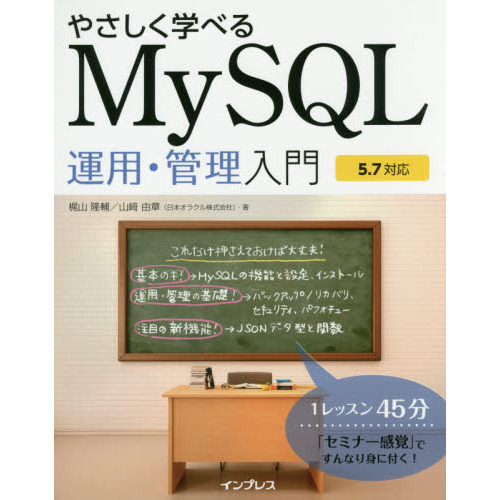 やさしく学べる
MySQL
運用・管理入門
5.7対応
梶山 隆輔／山﨑 由章（日本オラクル株式会社）・著
これだけ押さえておけば大丈夫!
基本のキ!→MySQLの機能と設定、インストール
運用・管理の基礎!→バックアップ/リカバリ、
セキュリティ、パフォチュー
注目の新機能!→JSONデータ型と関数
1レッスン45分
「セミナー感覚」で
すんなり身に付く！
インプレス